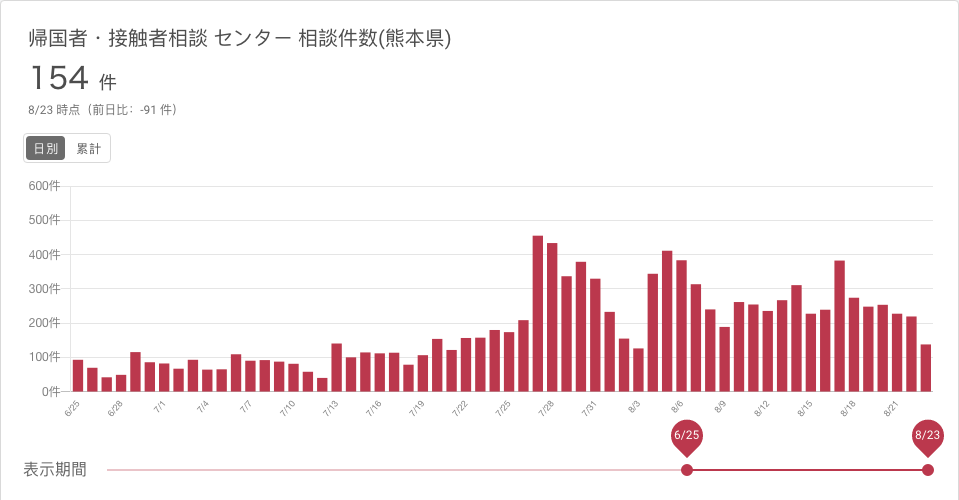 帰国者・接触者相談 センター 相談件数(熊本県)
154 件
8/23 時点（前日比：-91 件）
日別 累計
600件
500件
400件
300件
200件
100件
0件
6/25 6/28 7/1 7/4 7/7 7/10 7/13 7/16 7/19 7/22 7/25 7/28 7/31 8/3 8/6 8/9 8/12 8/15 8/18 8/21
6/25 8/23
表示期間